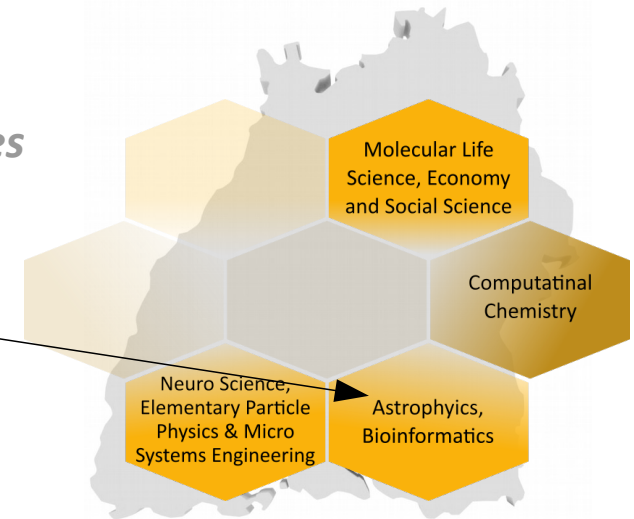 es
Molecular Life
Science, Economy
and Social Science
Computatinal
Chemistry
Neuro Science,
Elementary Particle
Physics & Micro
Systems Engineering
Astrophyics,
Bioinformatics